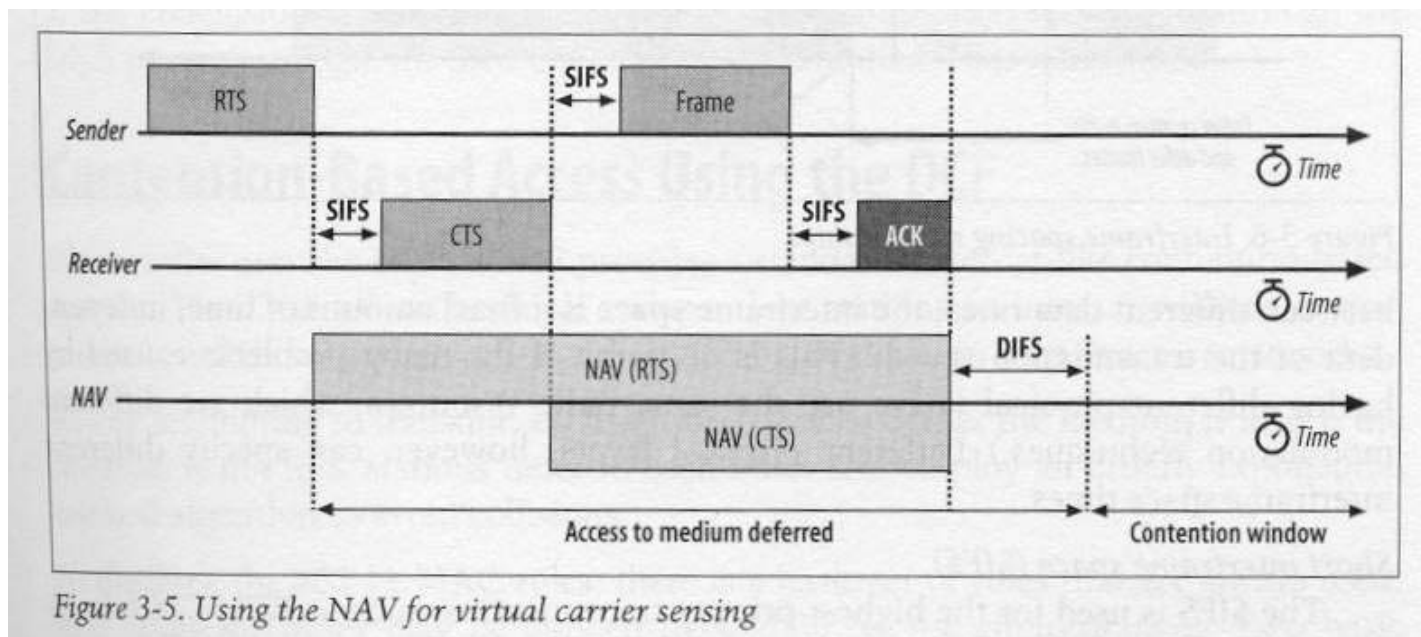 SIFS
RTS
Frame
Sender
Time
SIFS
SIFS
CTS
ACK
Receiver
Time
DIFS
NAV (RTS)
NAV
NAV (CTS)
Time
Access to medium deferred
Contention window
Figure 3-5. Using the NAV for virtual carrier sensing